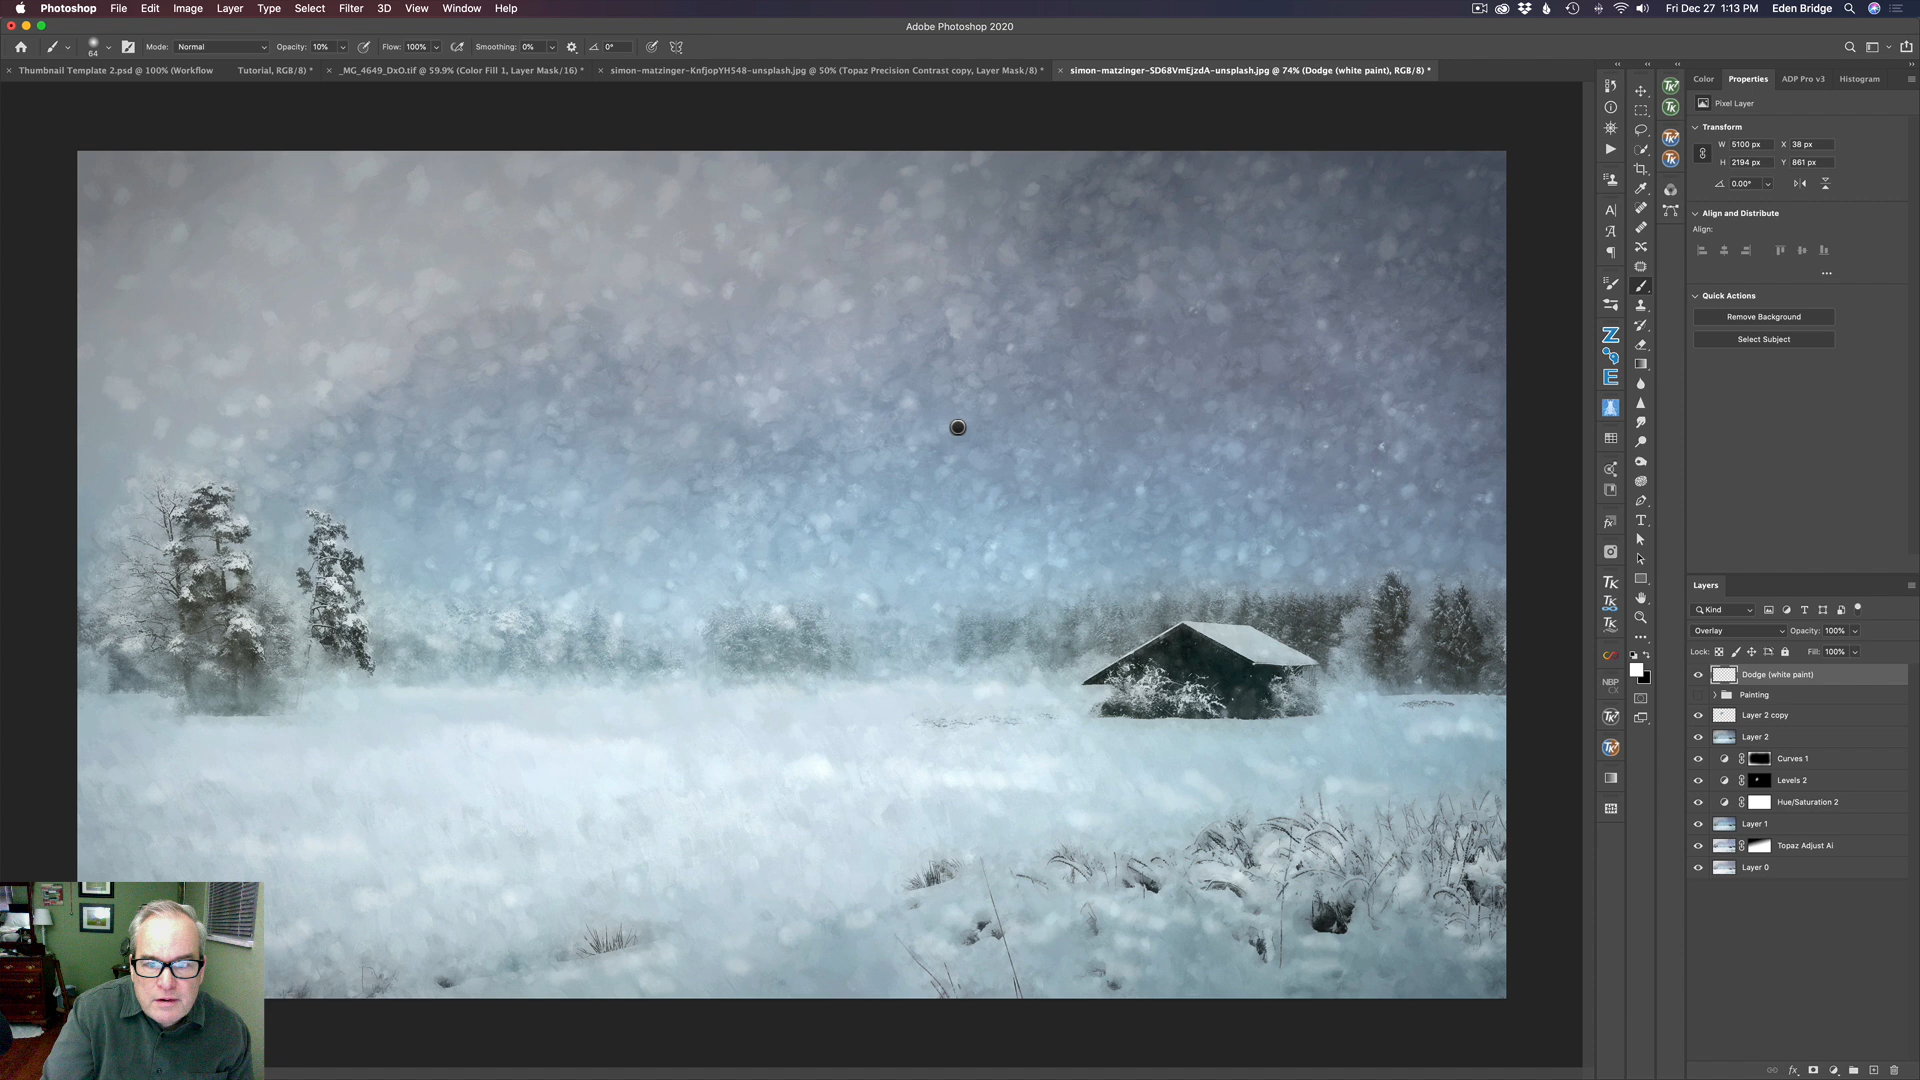 Photoshop File Edit Image Layer Type Select Filter 3D View Window Help
Fri Dec 27 1:13 PM Eden Bridge
Adobe Photoshop 2020
64 Mode: Normal Opacity: 10% Flow: 100% Smoothing: 0% 0°
Thumbnail Template 2.psd @ 100% (Workflow Tutorial, RGB/8) *
_MG_4649_DxO.tif @ 59.9% (Color Fill 1, Layer Mask/16) *
simon-matzinger-KnfjopYH548-unsplash.jpg @ 50% (Topaz Precision Contrast copy, Layer Mask/8) *
simon-matzinger-SD68VmEjzdA-unsplash.jpg @ 74% (Dodge (white paint), RGB/8) *
Color Properties ADP Pro v3 Histogram
Pixel Layer
Transform
W 5100 px X 38 px
H 2194 px Y 861 px
0.00°
Align and Distribute
Align:
Quick Actions
Remove Background
Select Subject
Layers
Kind
Overlay Opacity: 100%
Lock: Fill: 100%
Dodge (white paint)
Painting
Layer 2 copy
Layer 2
Curves 1
Levels 2
Hue/Saturation 2
Layer 1
Topaz Adjust Ai
Layer 0
TK
TK
TK
NBP
CX
fx